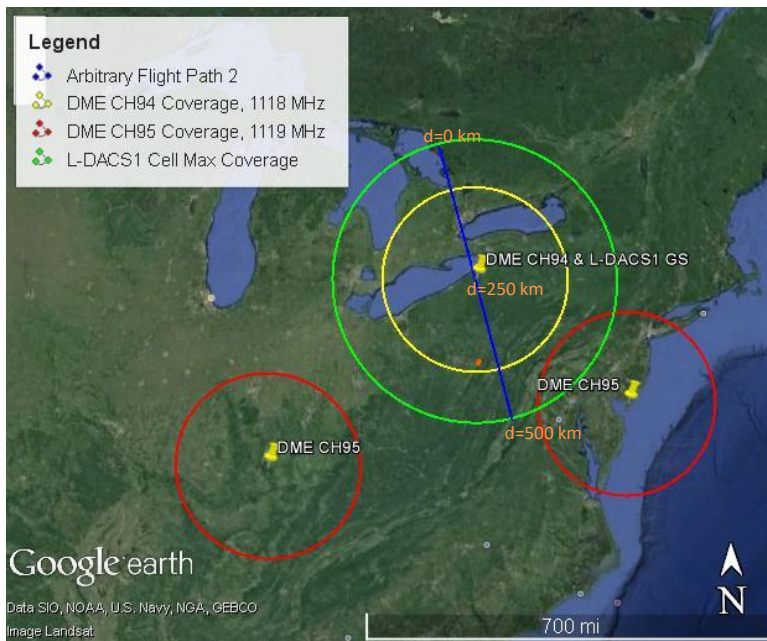 Legend
Arbitrary Flight Path 2
DME CH94 Coverage, 1118 MHz
DME CH95 Coverage, 1119 MHz
L-DACS1 Cell Max Coverage
d=0 km
DME CH94 & L-DACS1 GS
d=250 km
DME CH95
d=500 km
DME CH95
Google earth
Data SIO, NOAA, U.S. Navy, NGA, GEBCO
Image Landsat
700 mi
N